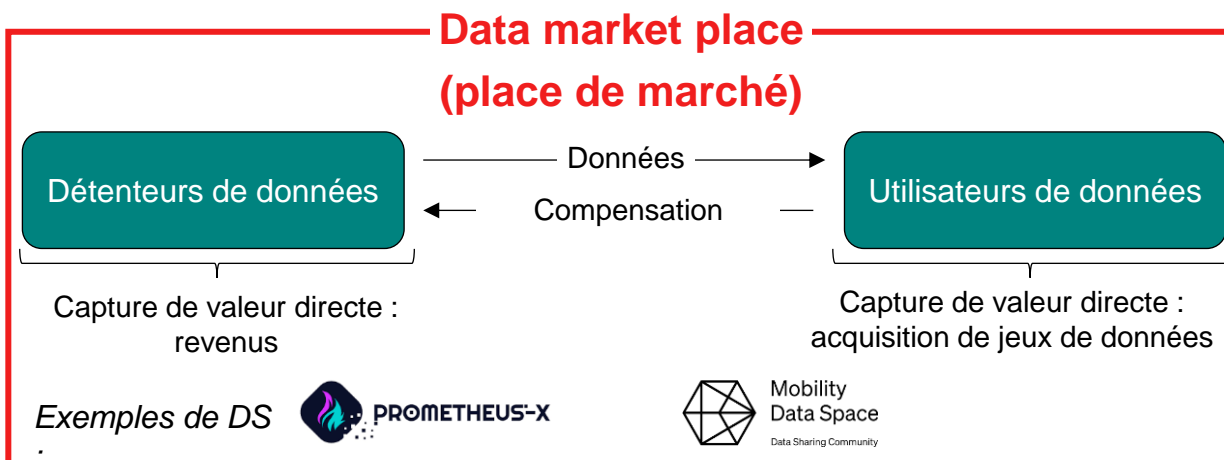 Data market place
(place de marché)
Détenteurs de données
Données
Compensation
Utilisateurs de données
Capture de valeur directe :
revenus
Capture de valeur directe :
acquisition de jeux de données
Exemples de DS
:
PROMETHEUS-X
Mobility
Data Space
Data Sharing Community